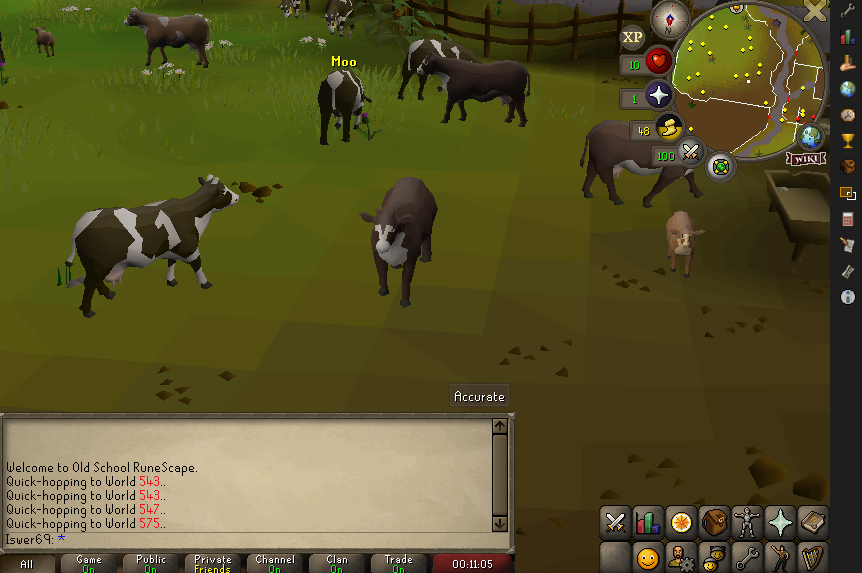 Moo
XP
10
1
48
100
WIKI
N
Accurate
Welcome to Old School RuneScape.
Quick-hopping to World 543..
Quick-hopping to World 543..
Quick-hopping to World 547..
Quick-hopping to World 575..
Iswer69: *
All
Game
On
Public
On
Private
Friends
Channel
On
Clan
On
Trade
On
00:11:05